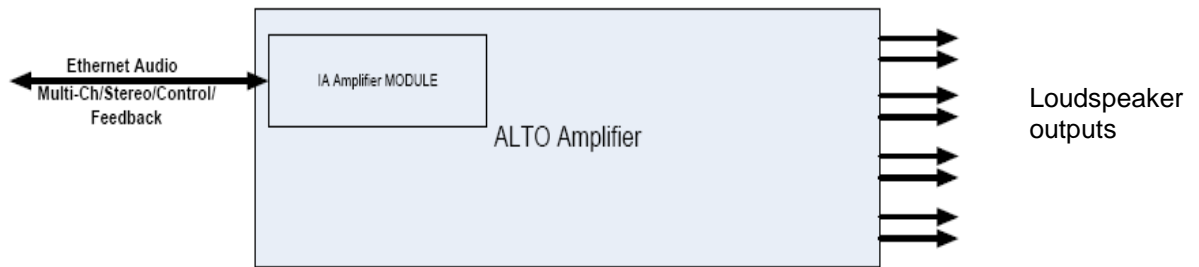 Ethernet Audio
Multi-Ch/Stereo/Control/
Feedback
IA Amplifier MODULE
ALTO Amplifier
Loudspeaker
outputs